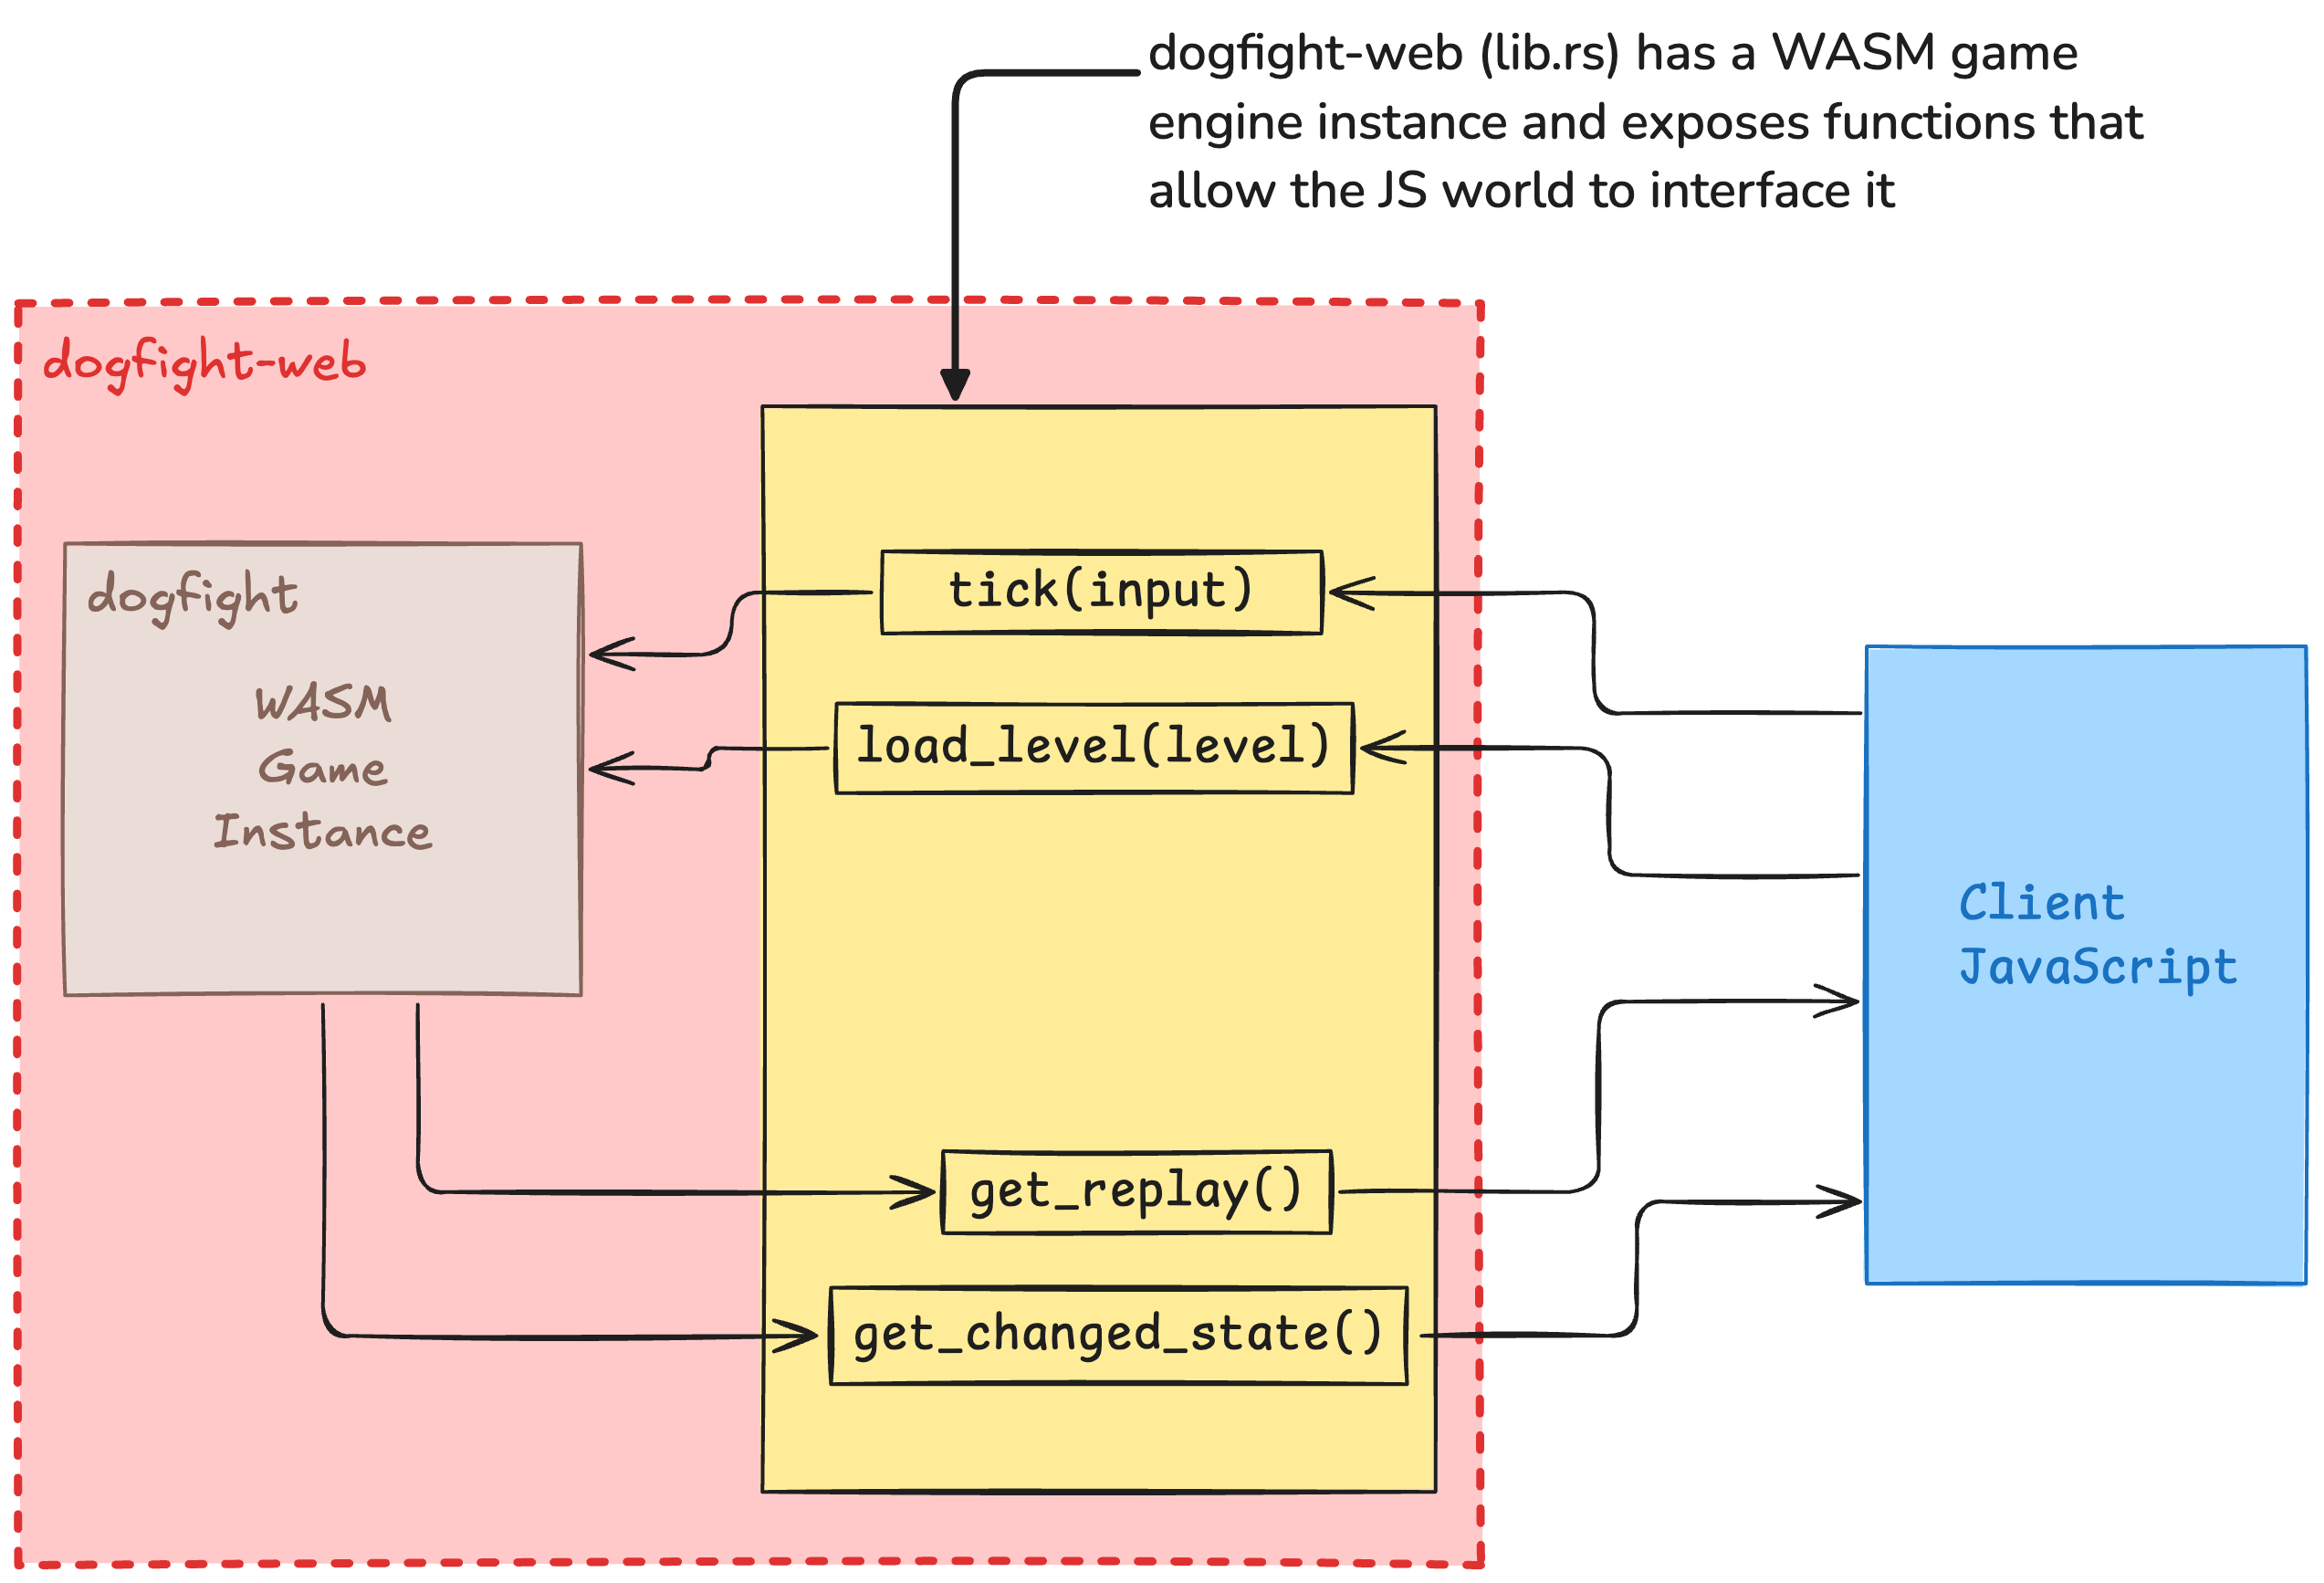 dogfight-web (lib.rs) has a WASM game
engine instance and exposes functions that
allow the JS world to interface it
dogfight-web
dogfight
WASM
Game
Instance
tick(input)
load_level(level)
get_replay()
get_changed_state()
Client
JavaScript